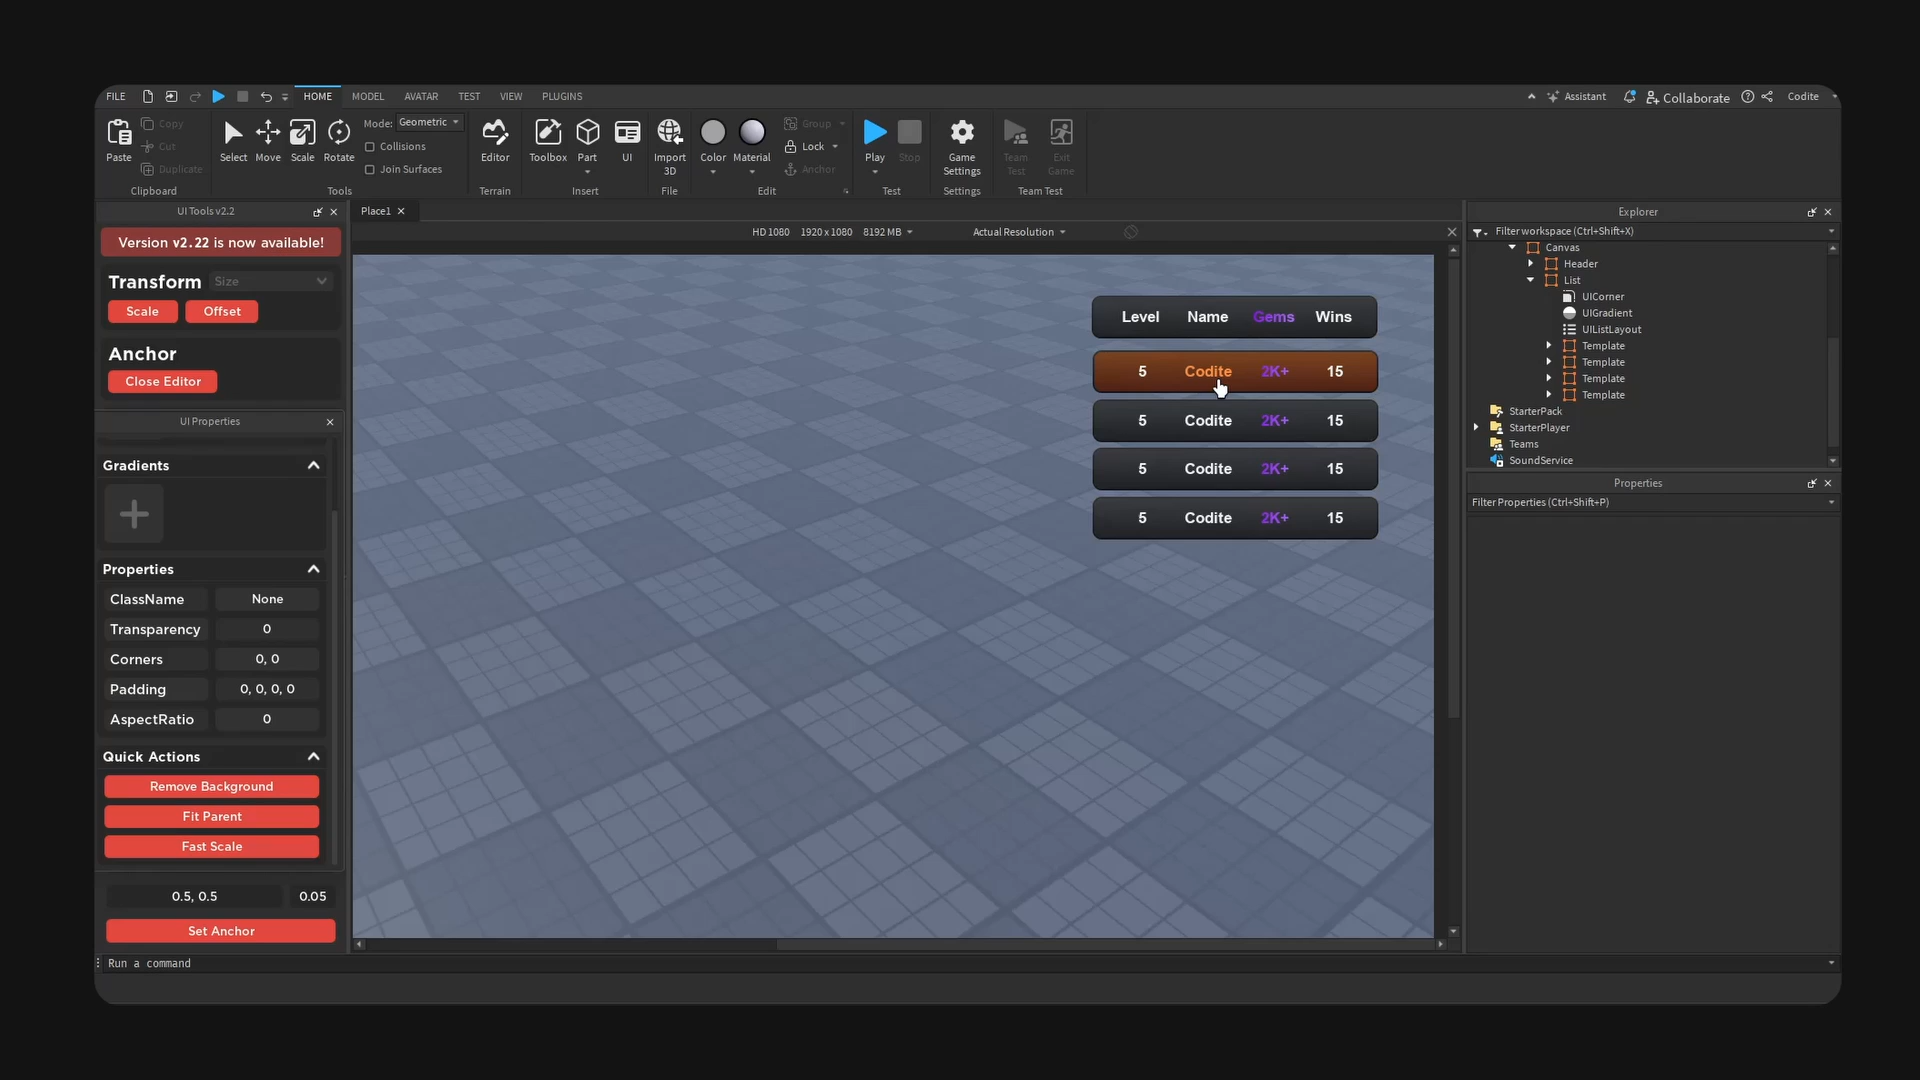 FILE HOME MODEL AVATAR TEST VIEW PLUGINS Assistant Collaborate Codite
Paste Copy Cut Duplicate Select Move Scale Rotate Mode: Geometric Collisions Join Surfaces Editor Toolbox Part UI Import 3D Color Material Group Lock Anchor Play Stop Game Settings Team Test Exit Game
Clipboard Tools Terrain Insert File Edit Test Settings Team Test
UI Tools v2.2
Version v2.22 is now available!
Transform Size
Scale Offset
Anchor
Close Editor
UI Properties
Gradients
Properties
ClassName None
Transparency 0
Corners 0, 0
Padding 0, 0, 0, 0
AspectRatio 0
Quick Actions
Remove Background
Fit Parent
Fast Scale
0.5, 0.5 0.05
Set Anchor
Run a command
Place1
HD 1080 1920 x 1080 8192 MB Actual Resolution
Level Name Gems Wins
5 Codite 2K+ 15
5 Codite 2K+ 15
5 Codite 2K+ 15
5 Codite 2K+ 15
Explorer
Filter workspace (Ctrl+Shift+X)
Canvas
Header
List
UICorner
UIGradient
UIListLayout
Template
Template
Template
Template
StarterPack
StarterPlayer
Teams
SoundService
Properties
Filter Properties (Ctrl+Shift+P)